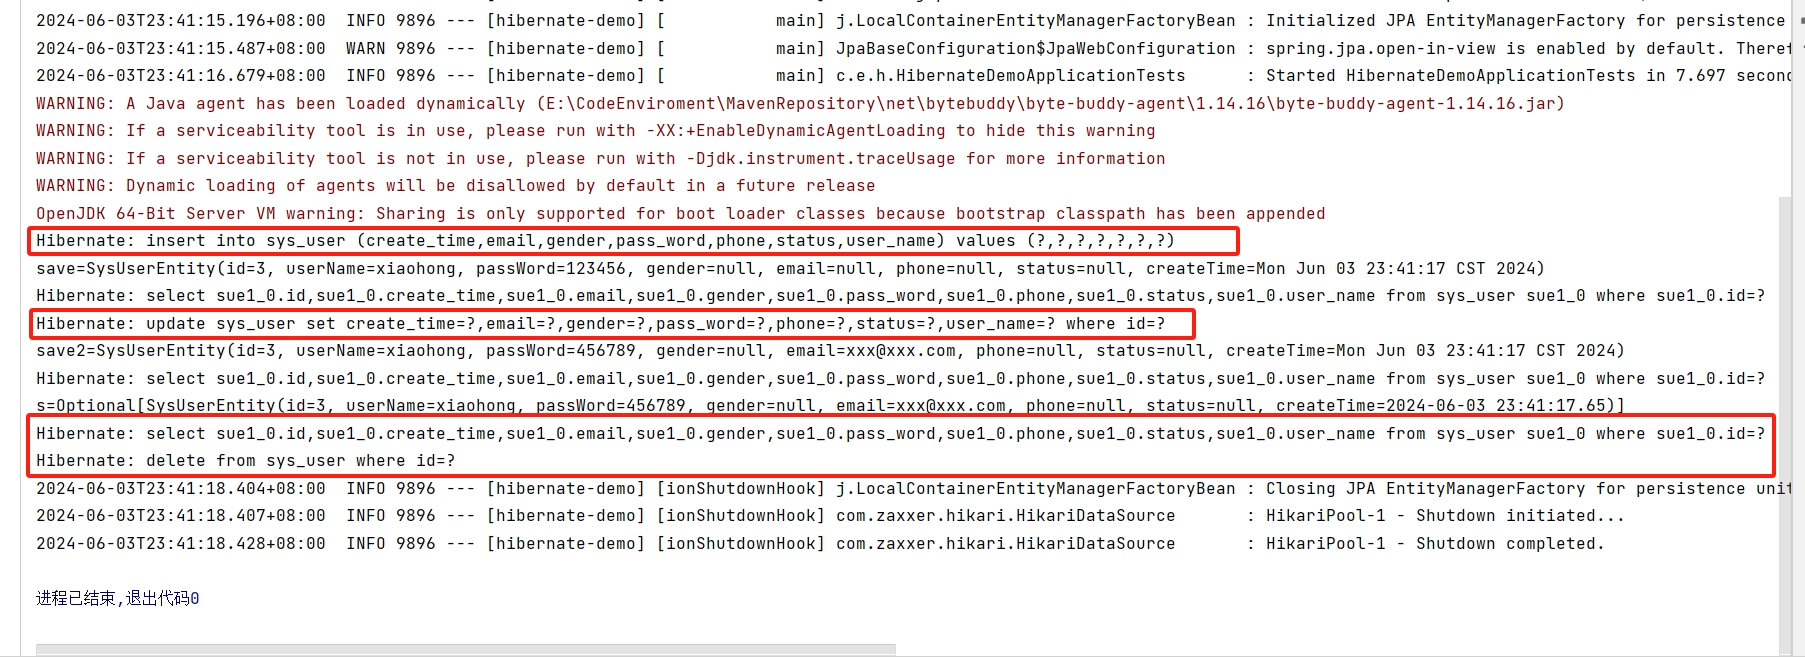 2024-06-03T23:41:15.196+08:00  INFO 9896 --- [hibernate-demo] [           main] j.LocalContainerEntityManagerFactoryBean : Initialized JPA EntityManagerFactory for persistence
2024-06-03T23:41:15.487+08:00  WARN 9896 --- [hibernate-demo] [           main] JpaBaseConfiguration$JpaWebConfiguration : spring.jpa.open-in-view is enabled by default. Theref
2024-06-03T23:41:16.679+08:00  INFO 9896 --- [hibernate-demo] [           main] c.e.h.HibernateDemoApplicationTests      : Started HibernateDemoApplicationTests in 7.697 second
WARNING: A Java agent has been loaded dynamically (E:\CodeEnviroment\MavenRepository\net\bytebuddy\byte-buddy-agent\1.14.16\byte-buddy-agent-1.14.16.jar)
WARNING: If a serviceability tool is in use, please run with -XX:+EnableDynamicAgentLoading to hide this warning
WARNING: If a serviceability tool is not in use, please run with -Djdk.instrument.traceUsage for more information
WARNING: Dynamic loading of agents will be disallowed by default in a future release
OpenJDK 64-Bit Server VM warning: Sharing is only supported for boot loader classes because bootstrap classpath has been appended
Hibernate: insert into sys_user (create_time,email,gender,pass_word,phone,status,user_name) values (?,?,?,?,?,?,?)
save=SysUserEntity(id=3, userName=xiaohong, passWord=123456, gender=null, email=null, phone=null, status=null, createTime=Mon Jun 03 23:41:17 CST 2024)
Hibernate: select sue1_0.id,sue1_0.create_time,sue1_0.email,sue1_0.gender,sue1_0.pass_word,sue1_0.phone,sue1_0.status,sue1_0.user_name from sys_user sue1_0 where sue1_0.id=?
Hibernate: update sys_user set create_time=?,email=?,gender=?,pass_word=?,phone=?,status=?,user_name=? where id=?
save2=SysUserEntity(id=3, userName=xiaohong, passWord=456789, gender=null, email=xxx@xxx.com, phone=null, status=null, createTime=Mon Jun 03 23:41:17 CST 2024)
Hibernate: select sue1_0.id,sue1_0.create_time,sue1_0.email,sue1_0.gender,sue1_0.pass_word,sue1_0.phone,sue1_0.status,sue1_0.user_name from sys_user sue1_0 where sue1_0.id=?
s=Optional[SysUserEntity(id=3, userName=xiaohong, passWord=456789, gender=null, email=xxx@xxx.com, phone=null, status=null, createTime=2024-06-03 23:41:17.65)]
Hibernate: select sue1_0.id,sue1_0.create_time,sue1_0.email,sue1_0.gender,sue1_0.pass_word,sue1_0.phone,sue1_0.status,sue1_0.user_name from sys_user sue1_0 where sue1_0.id=?
Hibernate: delete from sys_user where id=?
2024-06-03T23:41:18.404+08:00  INFO 9896 --- [hibernate-demo] [ionShutdownHook] j.LocalContainerEntityManagerFactoryBean : Closing JPA EntityManagerFactory for persistence unit
2024-06-03T23:41:18.407+08:00  INFO 9896 --- [hibernate-demo] [ionShutdownHook] com.zaxxer.hikari.HikariDataSource       : HikariPool-1 - Shutdown initiated...
2024-06-03T23:41:18.428+08:00  INFO 9896 --- [hibernate-demo] [ionShutdownHook] com.zaxxer.hikari.HikariDataSource       : HikariPool-1 - Shutdown completed.
进程已结束,退出代码0